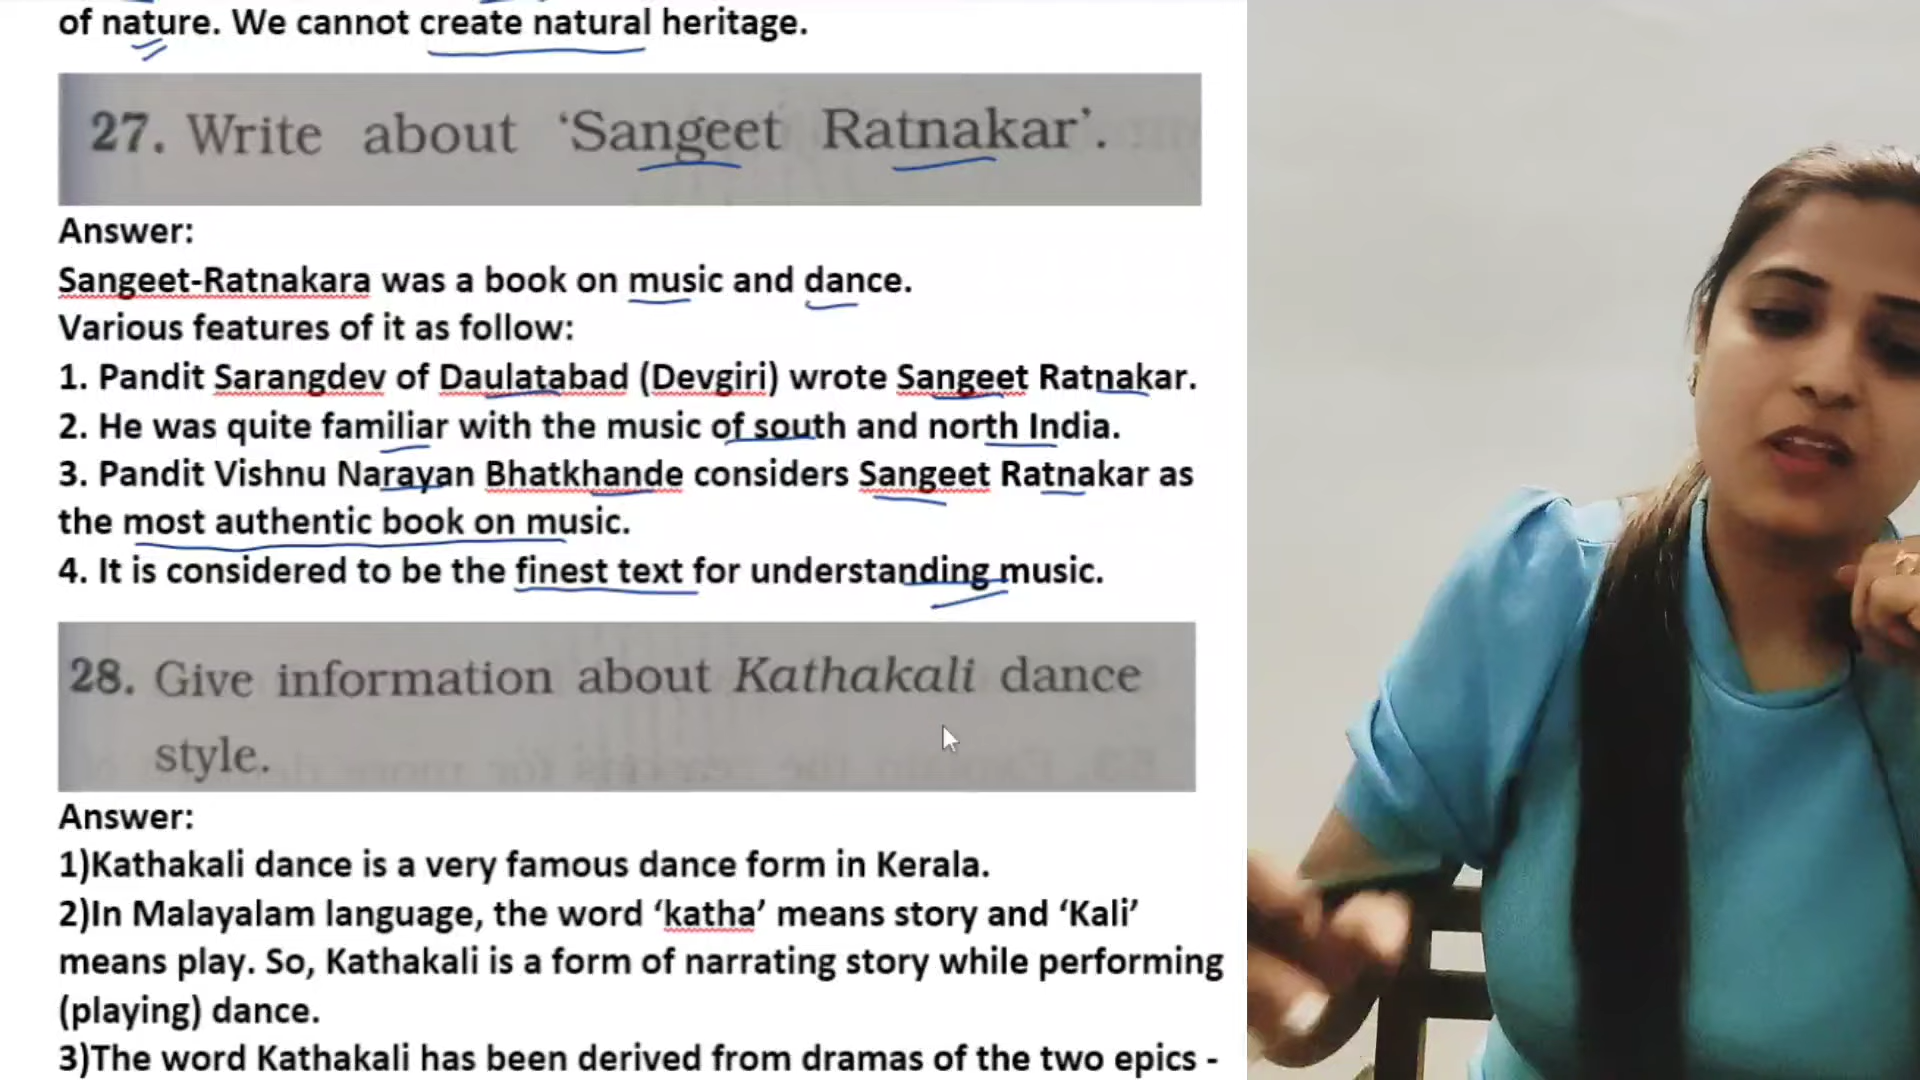 of nature. We cannot create natural heritage.
27. Write about ‘Sangeet Ratnakar’.
Answer:
Sangeet-Ratnakara was a book on music and dance.
Various features of it as follow:
1. Pandit Sarangdev of Daulatabad (Devgiri) wrote Sangeet Ratnakar.
2. He was quite familiar with the music of south and north India.
3. Pandit Vishnu Narayan Bhatkhande considers Sangeet Ratnakar as
the most authentic book on music.
4. It is considered to be the finest text for understanding music.
28. Give information about Kathakali dance
style.
Answer:
1)Kathakali dance is a very famous dance form in Kerala.
2)In Malayalam language, the word ‘katha’ means story and ‘Kali’
means play. So, Kathakali is a form of narrating story while performing
(playing) dance.
3)The word Kathakali has been derived from dramas of the two epics -